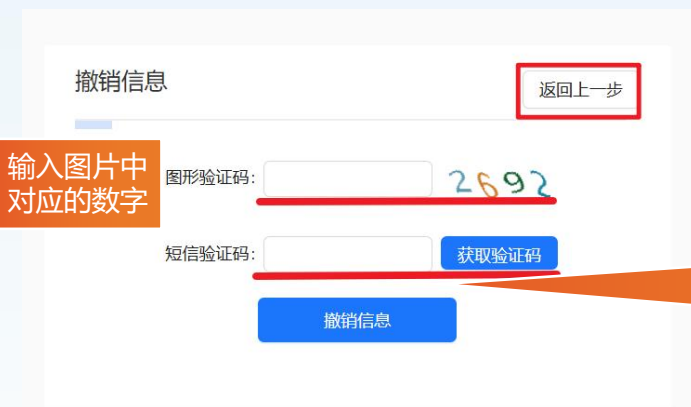 撤销信息
返回上一步
输入图片中
对应的数字
图形验证码:
2692
短信验证码:
获取验证码
撤销信息